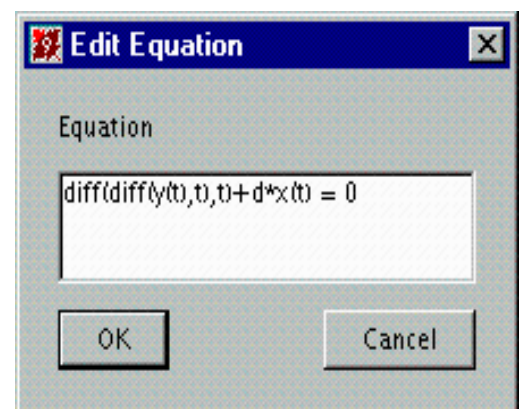 Edit Equation
Equation
diff(diff(y(t),t),t)+d*x(t) = 0
OK
Cancel